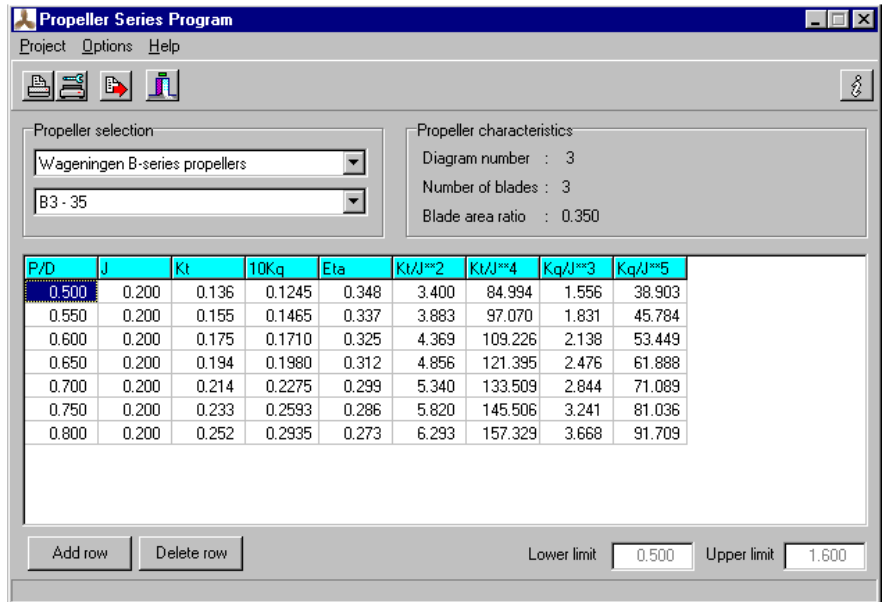 Propeller Series Program
Project Options Help
Propeller selection
Wageningen B-series propellers
B3 - 35
Propeller characteristics
Diagram number : 3
Number of blades : 3
Blade area ratio : 0.350
P/D J Kt 10Kq Eta Kt/J**2 Kt/J**4 Kq/J**3 Kq/J**5
0.500 0.200 0.136 0.1245 0.348 3.400 84.994 1.556 38.903
0.550 0.200 0.155 0.1465 0.337 3.883 97.070 1.831 45.784
0.600 0.200 0.175 0.1710 0.325 4.369 109.226 2.138 53.449
0.650 0.200 0.194 0.1980 0.312 4.856 121.395 2.476 61.888
0.700 0.200 0.214 0.2275 0.299 5.340 133.509 2.844 71.089
0.750 0.200 0.233 0.2593 0.286 5.820 145.506 3.241 81.036
0.800 0.200 0.252 0.2935 0.273 6.293 157.329 3.668 91.709
Add row Delete row Lower limit 0.500 Upper limit 1.600